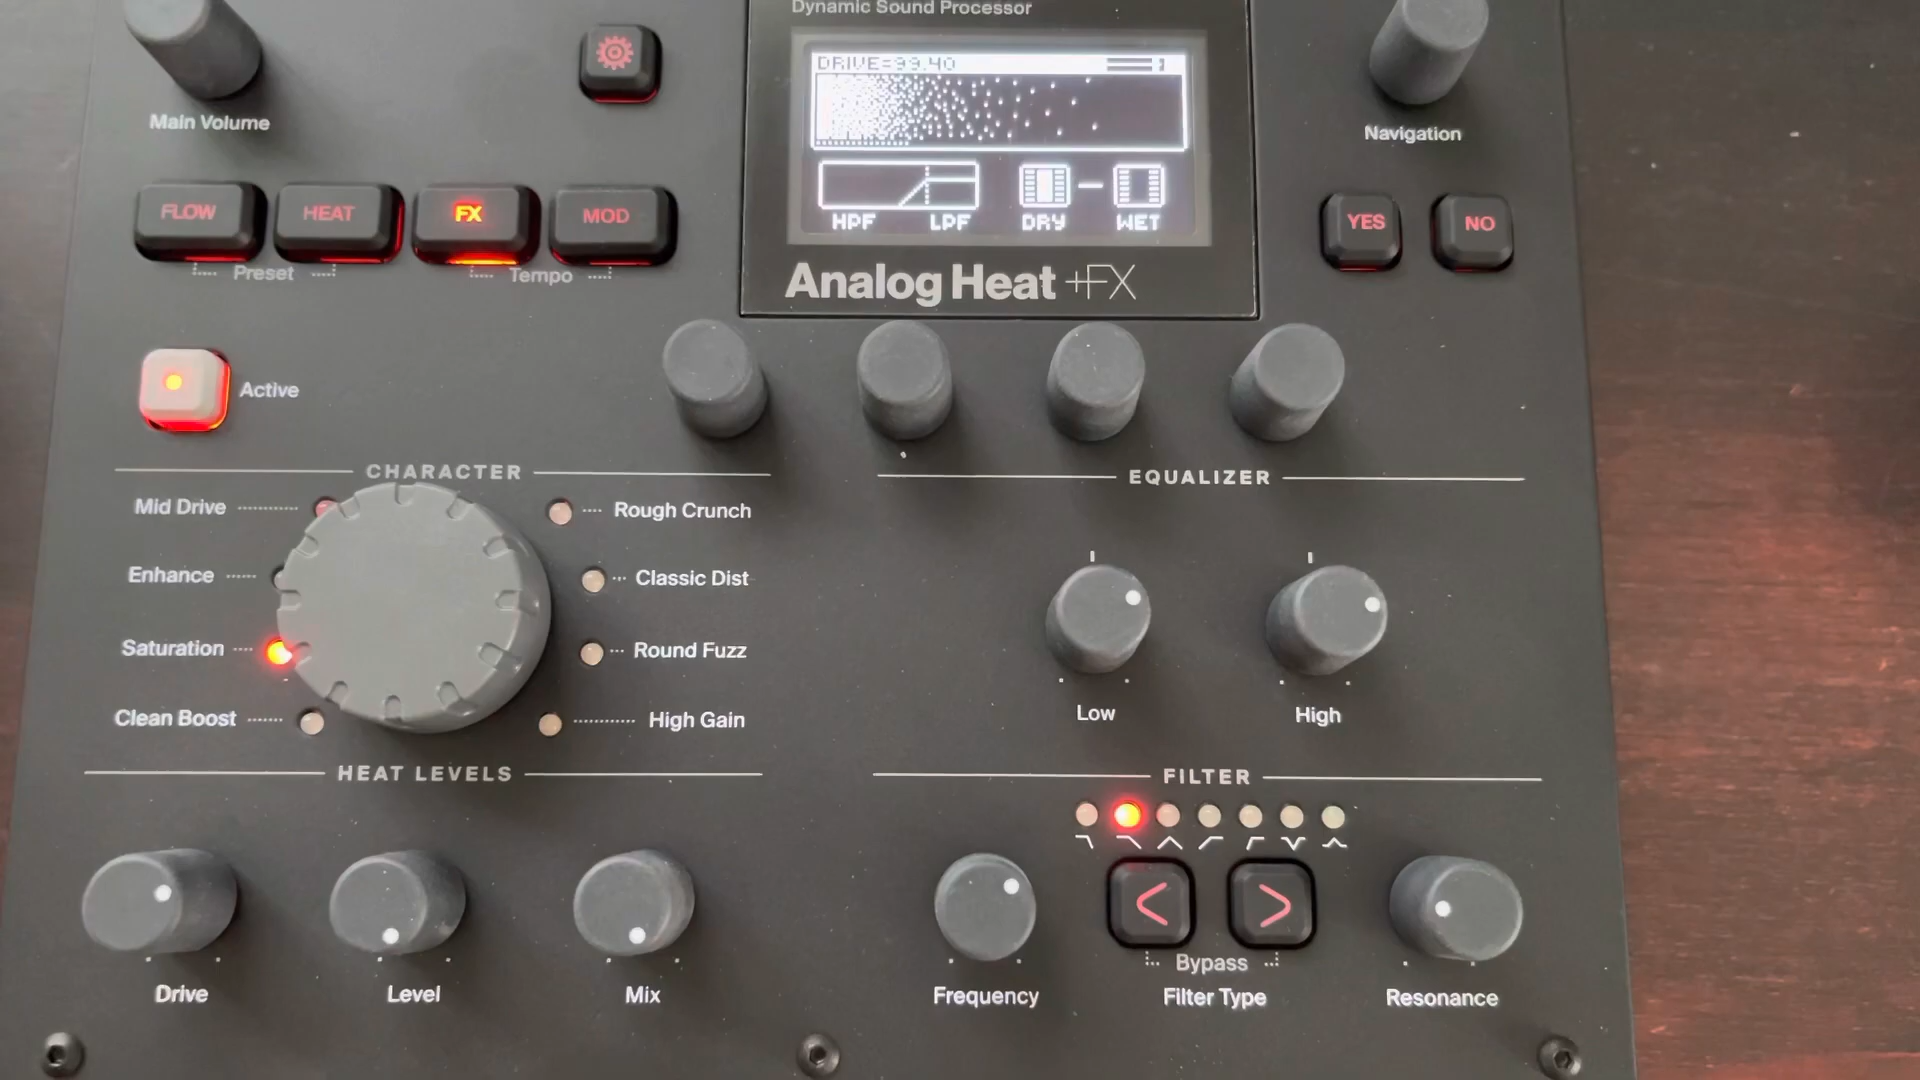 Dynamic Sound Processor
DRIVE=99.40
Main Volume
Navigation
FLOW HEAT FX MOD
YES NO
HPF LPF DRY WET
Preset Tempo
Analog Heat +FX
Active
CHARACTER
EQUALIZER
Mid Drive Rough Crunch
Enhance Classic Dist
Saturation Round Fuzz
Clean Boost High Gain
Low High
HEAT LEVELS
FILTER
< >
Bypass
Drive Level Mix
Frequency Filter Type Resonance